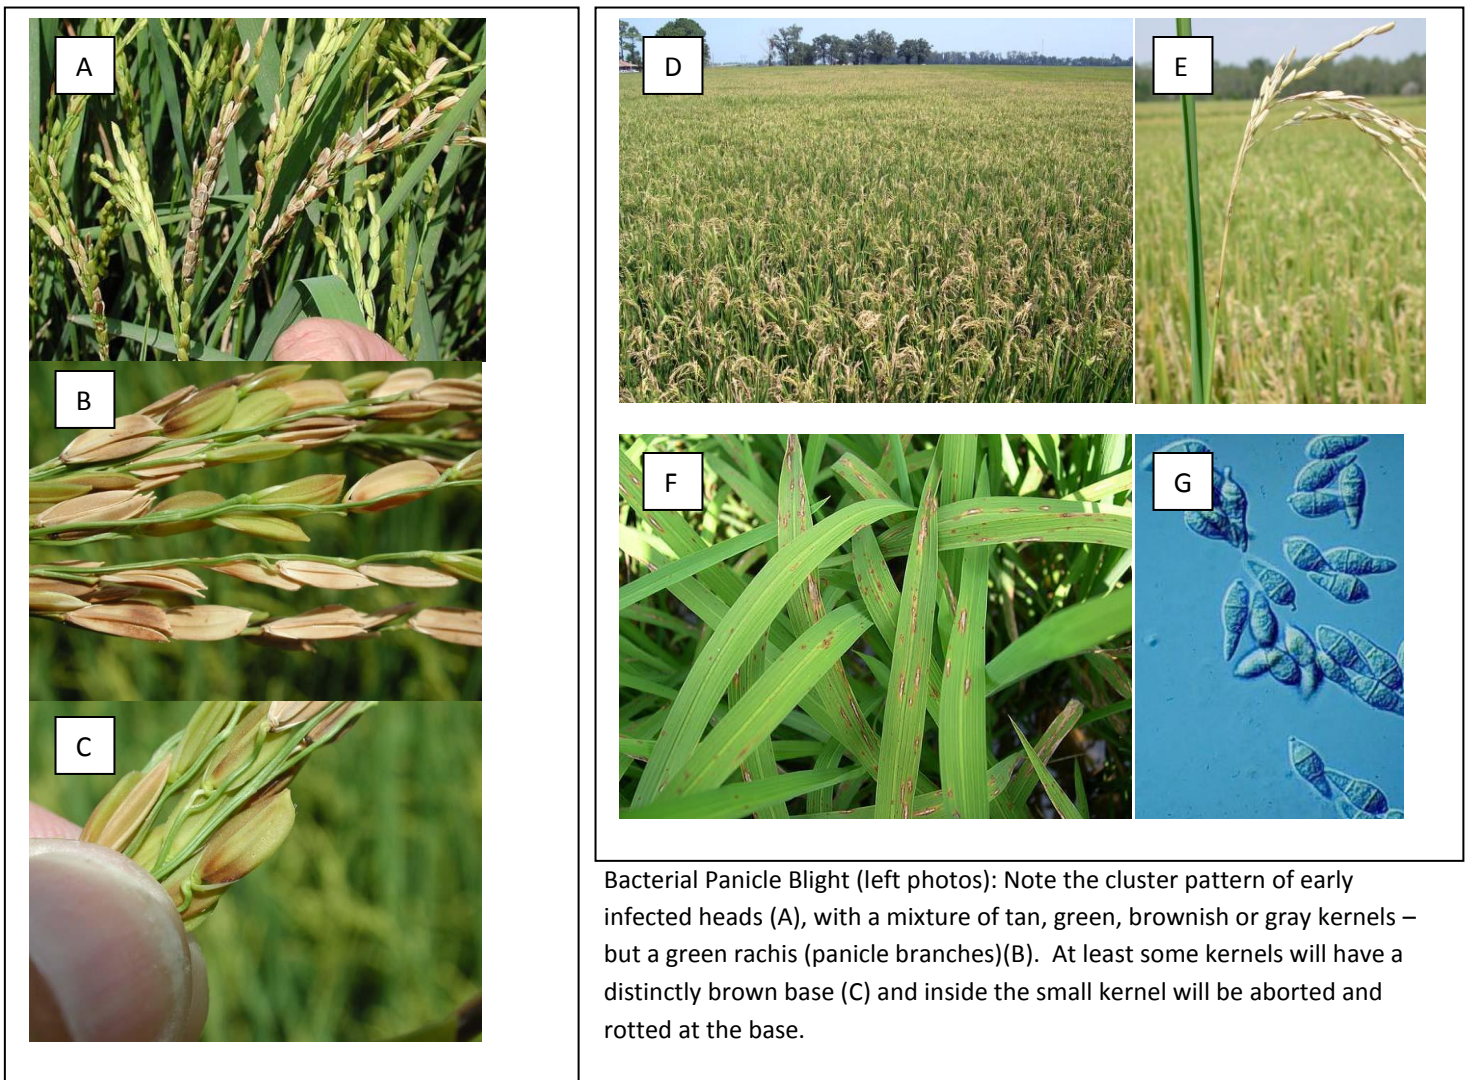 A
B
C
D
E
F
G
Bacterial Panicle Blight (left photos): Note the cluster pattern of early
infected heads (A), with a mixture of tan, green, brownish or gray kernels –
but a green rachis (panicle branches)(B).  At least some kernels will have a
distinctly brown base (C) and inside the small kernel will be aborted and
rotted at the base.